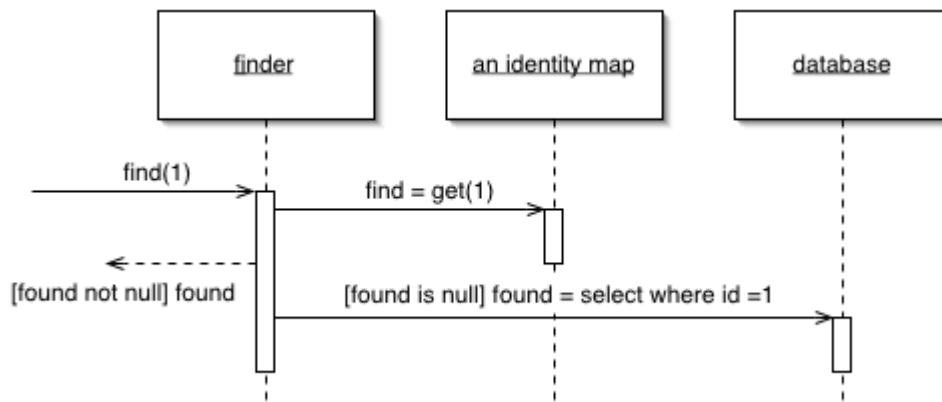 finder
an identity map
database
find(1)
find = get(1)
[found not null] found
[found is null] found = select where id =1